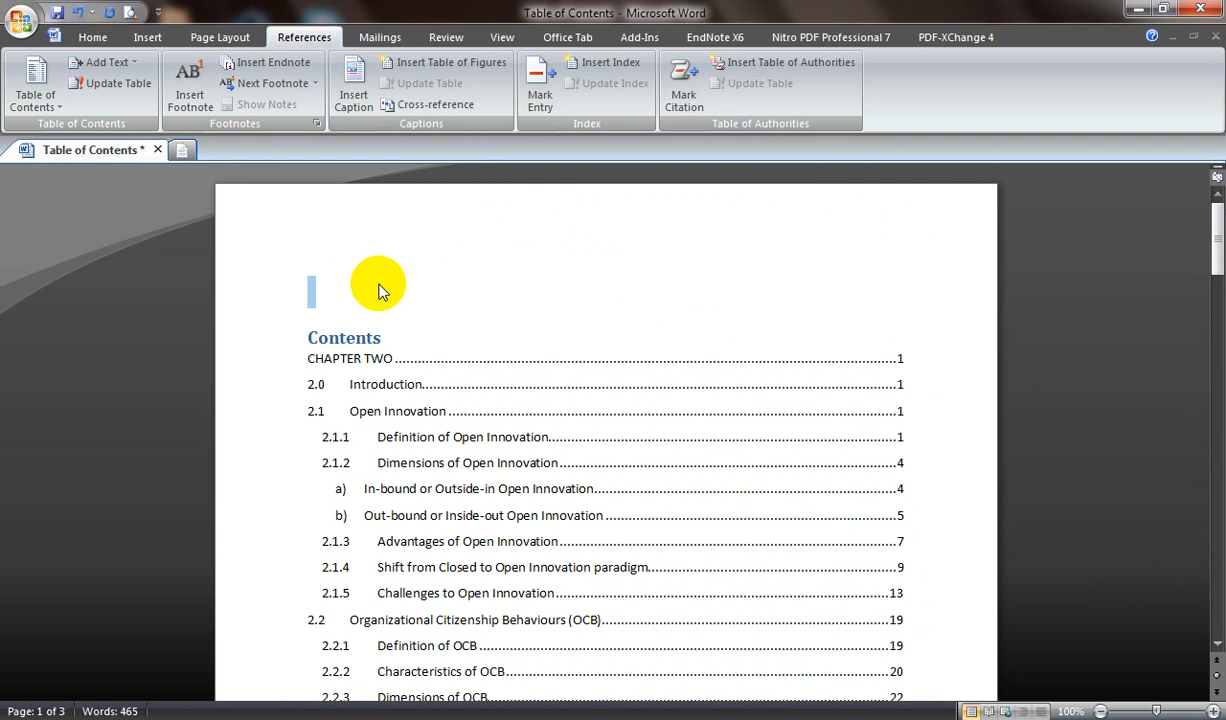 Table of Contents - Microsoft Word
Home Insert Page Layout References Mailings Review View Office Tab Add-Ins EndNote X6 Nitro PDF Professional 7 PDF-XChange 4
Table of Contents
Add Text
Update Table
Table of Contents
AB1
Insert Footnote
Insert Endnote
AB1 Next Footnote
Show Notes
Footnotes
Insert Caption
Insert Table of Figures
Update Table
Cross-reference
Captions
Mark Entry
Insert Index
Update Index
Index
Mark Citation
Insert Table of Authorities
Update Table
Table of Authorities
Table of Contents *
Contents
CHAPTER TWO ........ 1
2.0 Introduction........ 1
2.1 Open Innovation ........ 1
2.1.1 Definition of Open Innovation........ 1
2.1.2 Dimensions of Open Innovation ........ 4
a) In-bound or Outside-in Open Innovation........ 4
b) Out-bound or Inside-out Open Innovation ........ 5
2.1.3 Advantages of Open Innovation ........ 7
2.1.4 Shift from Closed to Open Innovation paradigm........ 9
2.1.5 Challenges to Open Innovation ........ 13
2.2 Organizational Citizenship Behaviours (OCB)........ 19
2.2.1 Definition of OCB ........ 19
2.2.2 Characteristics of OCB ........ 20
2.2.3 Dimensions of OCB........ 22
Page: 1 of 3 Words: 465 100%